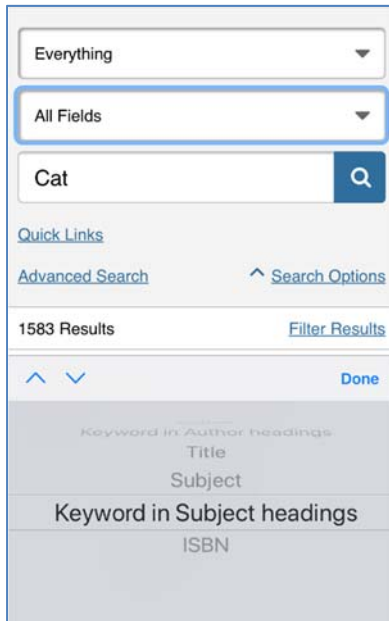 Everything
All Fields
Cat
Quick Links
Advanced Search Search Options
1583 Results Filter Results
Done
Keyword in Author headings
Title
Subject
Keyword in Subject headings
ISBN